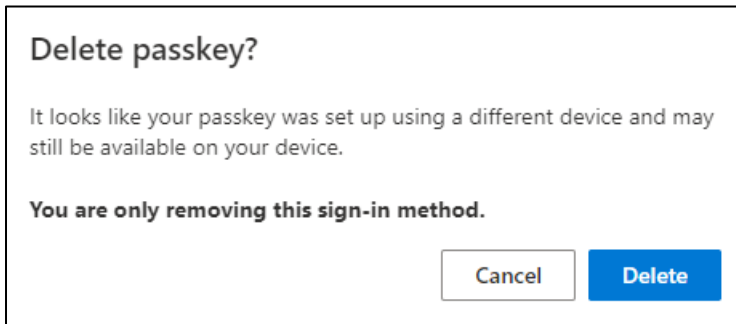 Delete passkey?
It looks like your passkey was set up using a different device and may
still be available on your device.
You are only removing this sign-in method.
Cancel Delete